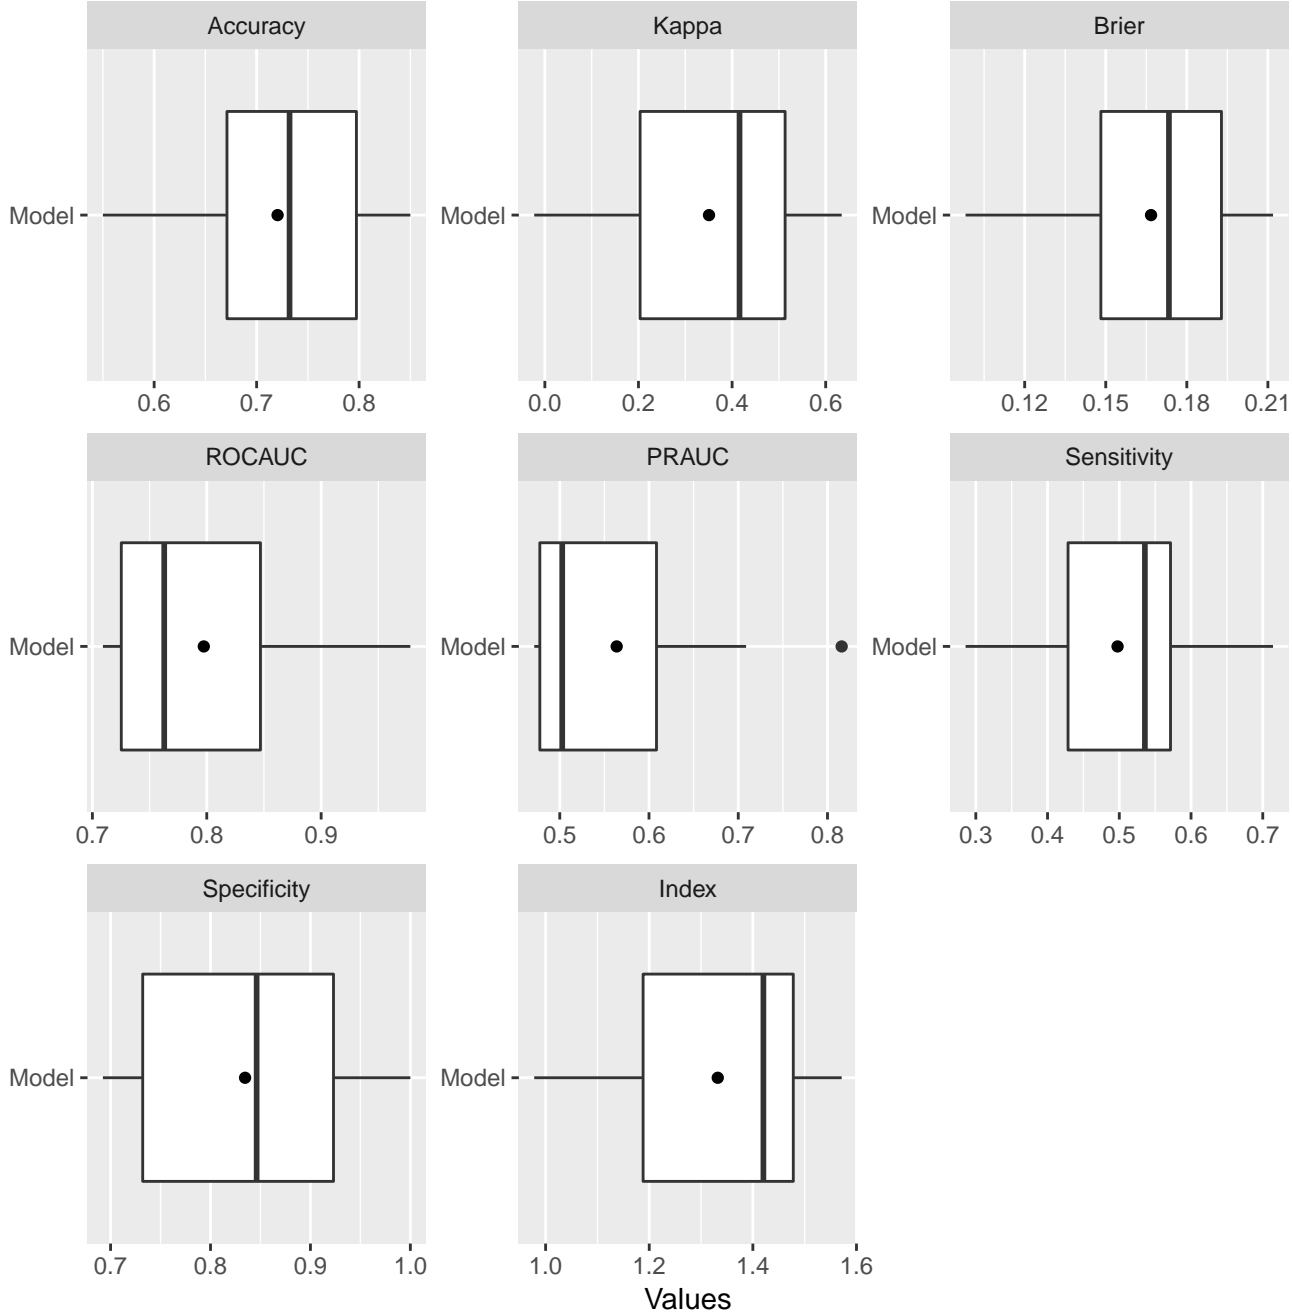 Accuracy Kappa Brier
Model Model Model
0.6 0.7 0.8 0.0 0.2 0.4 0.6 0.12 0.15 0.18 0.21
ROCAUC PRAUC Sensitivity
Model Model Model
0.7 0.8 0.9 0.5 0.6 0.7 0.8 0.3 0.4 0.5 0.6 0.7
Specificity Index
Model Model
0.7 0.8 0.9 1.0 1.0 1.2 1.4 1.6
Values